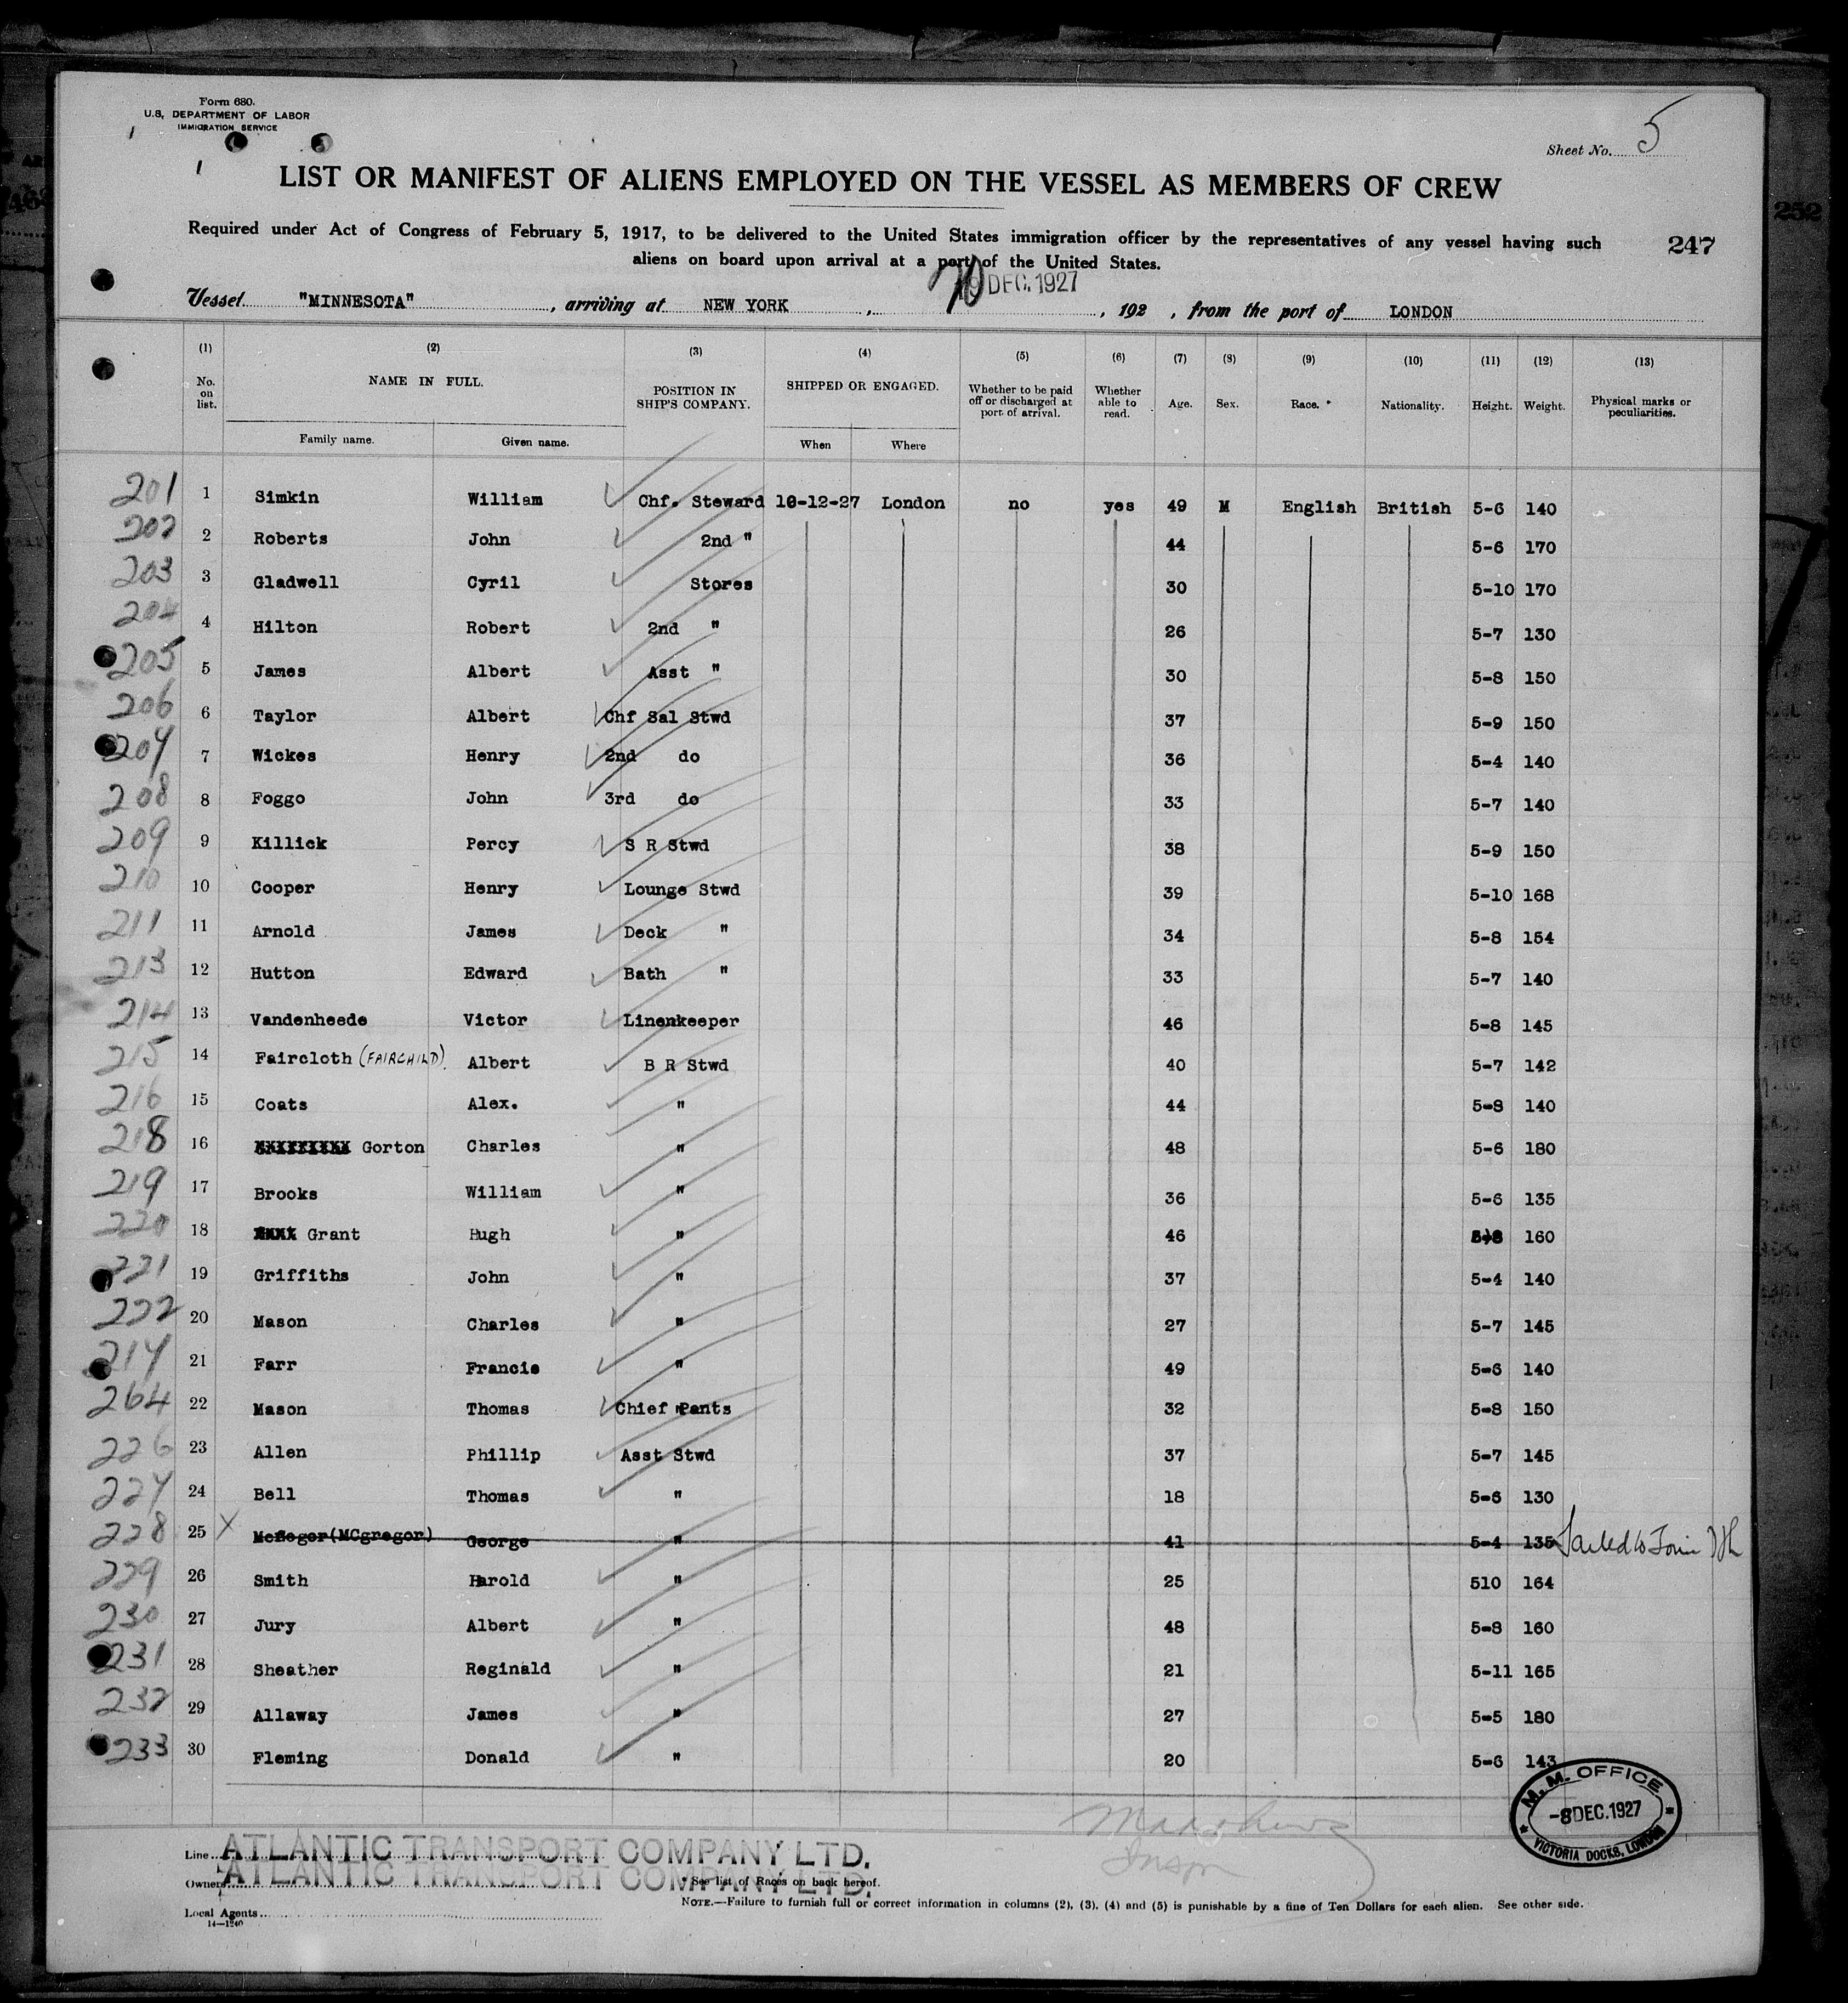 Form 680.
U.S. DEPARTMENT OF LABOR
IMMIGRATION SERVICE
Sheet No. 5
LIST OR MANIFEST OF ALIENS EMPLOYED ON THE VESSEL AS MEMBERS OF CREW
Required under Act of Congress of February 5, 1917, to be delivered to the United States immigration officer by the representatives of any vessel having such
aliens on board upon arrival at a port of the United States.
247
DEC. 1927
Vessel "MINNESOTA", arriving at NEW YORK, , 192 , from the port of LONDON
(1) (2) (3) (4) (5) (6) (7) (8) (9) (10) (11) (12) (13)
No. on list. NAME IN FULL. POSITION IN SHIP'S COMPANY. SHIPPED OR ENGAGED. Whether to be paid off or discharged at port of arrival. Whether able to read. Age. Sex. Race.* Nationality. Height. Weight. Physical marks or peculiarities.
Family name. Given name. When Where
201 1 Simkin William Chf. Steward 10-12-27 London no yes 49 M English British 5-6 140
202 2 Roberts John 2nd " 44 5-6 170
203 3 Gladwell Cyril Stores 30 5-10 170
204 4 Hilton Robert 2nd " 26 5-7 130
205 5 James Albert Asst " 30 5-8 150
206 6 Taylor Albert Chf Sal Stwd 37 5-9 150
207 7 Wickes Henry 2nd do 36 5-4 140
208 8 Foggo John 3rd do 33 5-7 140
209 9 Killick Percy S R Stwd 38 5-9 150
210 10 Cooper Henry Lounge Stwd 39 5-10 168
211 11 Arnold James Deck " 34 5-8 154
213 12 Hutton Edward Bath " 33 5-7 140
214 13 Vandenheede Victor Linenkeeper 46 5-8 145
215 14 Faircloth (FAIRCHILD) Albert B R Stwd 40 5-7 142
216 15 Coats Alex. " 44 5-8 140
218 16 Gorton Charles " 48 5-6 180
219 17 Brooks William " 36 5-6 135
220 18 Grant Hugh " 46 160
221 19 Griffiths John " 37 5-4 140
222 20 Mason Charles " 27 5-7 145
217 21 Farr Francis " 49 5-6 140
264 22 Mason Thomas Chief Pants 32 5-8 150
226 23 Allen Phillip Asst Stwd 37 5-7 145
227 24 Bell Thomas " 18 5-6 130
228 25 X (MCgregor) George " 41 5-4 135 Failed to Join
229 26 Smith Harold " 25 510 164
230 27 Jury Albert " 48 5-8 160
231 28 Sheather Reginald " 21 5-11 165
232 29 Allaway James " 27 5-5 180
233 30 Fleming Donald " 20 5-6 143
M.M. OFFICE
-8 DEC. 1927
VICTORIA DOCKS, LONDON
Line ATLANTIC TRANSPORT COMPANY LTD.
Owners ATLANTIC TRANSPORT COMPANY LTD.
* See list of Races on back hereof.
Local Agents
14-1240
NOTE.—Failure to furnish full or correct information in columns (2), (3), (4) and (5) is punishable by a fine of Ten Dollars for each alien. See other side.